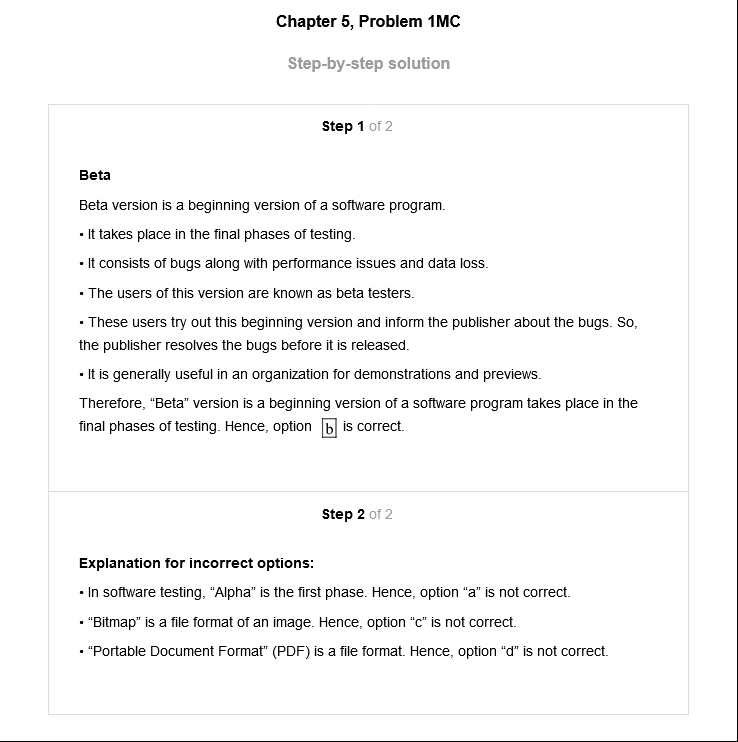 Chapter 5, Problem 1MC
Step-by-step solution
Step 1 of 2
Beta
Beta version is a beginning version of a software program.
• It takes place in the final phases of testing.
• It consists of bugs along with performance issues and data loss.
• The users of this version are known as beta testers.
• These users try out this beginning version and inform the publisher about the bugs. So,
the publisher resolves the bugs before it is released.
• It is generally useful in an organization for demonstrations and previews.
Therefore, “Beta” version is a beginning version of a software program takes place in the
final phases of testing. Hence, option b is correct.
Step 2 of 2
Explanation for incorrect options:
• In software testing, “Alpha” is the first phase. Hence, option “a” is not correct.
• “Bitmap” is a file format of an image. Hence, option “c” is not correct.
• “Portable Document Format” (PDF) is a file format. Hence, option “d” is not correct.